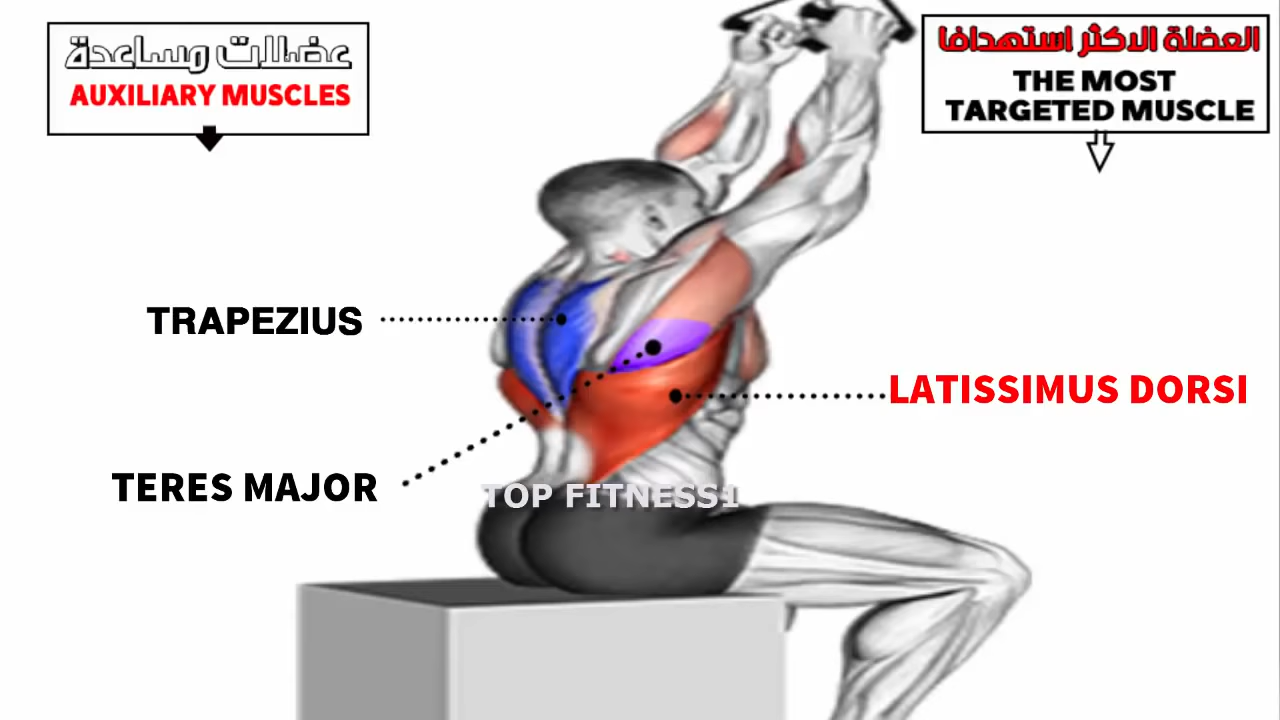 عضلات مساعدة
AUXILIARY MUSCLES
العضلة الاكثر استهدافا
THE MOST
TARGETED MUSCLE
TRAPEZIUS
LATISSIMUS DORSI
TERES MAJOR
TOP FITNESS1